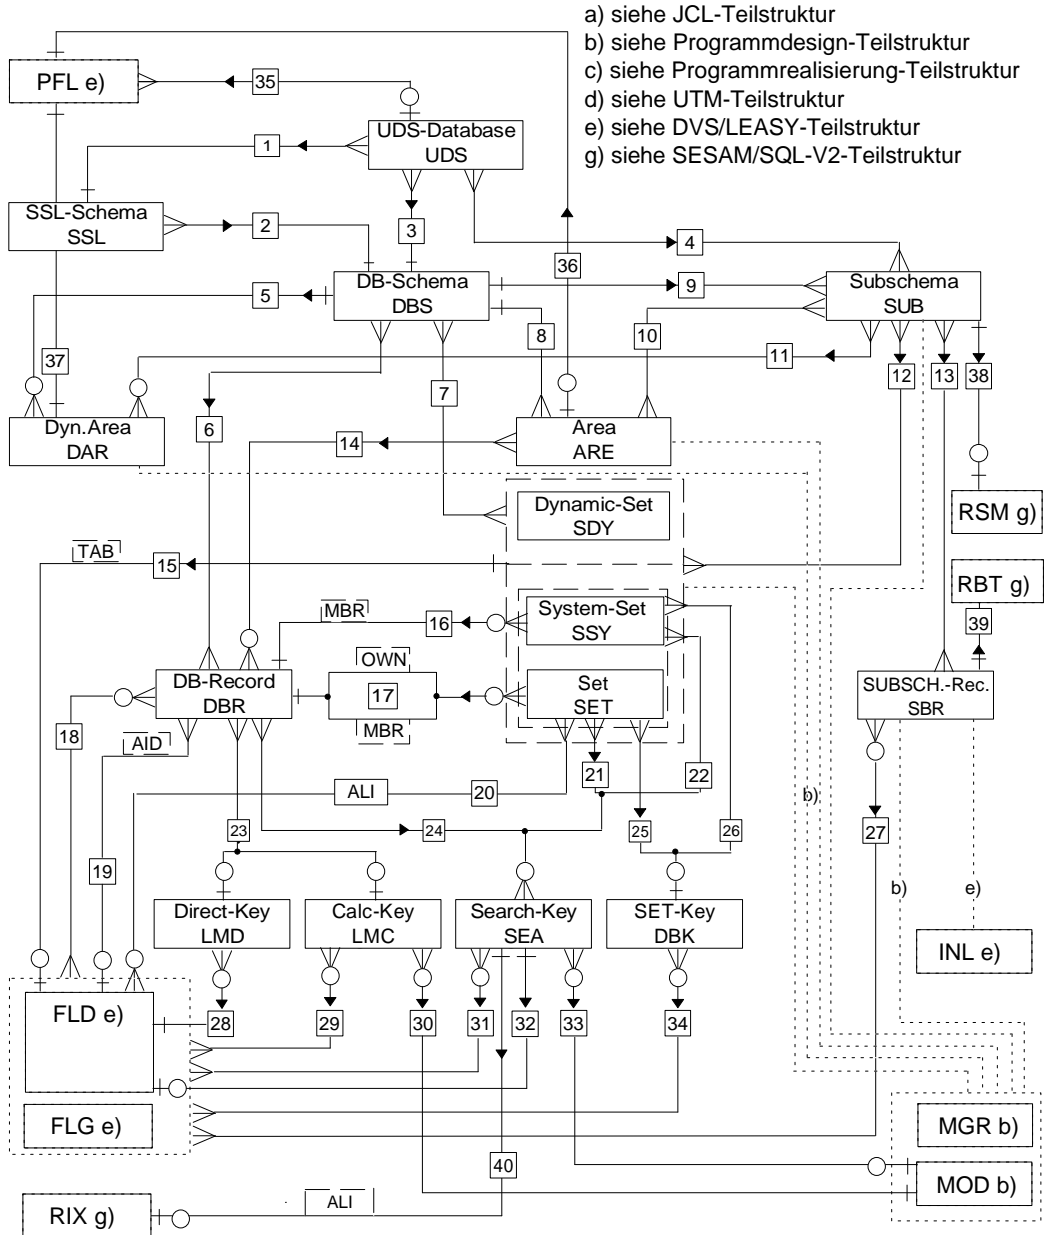 a) siehe JCL-Teilstruktur
b) siehe Programmdesign-Teilstruktur
c) siehe Programmrealisierung-Teilstruktur
d) siehe UTM-Teilstruktur
e) siehe DVS/LEASY-Teilstruktur
g) siehe SESAM/SQL-V2-Teilstruktur
PFL e)
35
UDS-Database
UDS
1
SSL-Schema
SSL
2
3
4
36
DB-Schema
DBS
5
9
Subschema
SUB
8
10
37
11
12
13
38
7
6
Dyn.Area
DAR
14
Area
ARE
Dynamic-Set
SDY
RSM g)
TAB
15
RBT g)
MBR
16
System-Set
SSY
39
OWN
17
MBR
DB-Record
DBR
Set
SET
SUBSCH.-Rec.
SBR
18
AID
21
22
ALI
20
b)
23
24
25
26
27
19
b)
e)
Direct-Key
LMD
Calc-Key
LMC
Search-Key
SEA
SET-Key
DBK
INL e)
FLD e)
28
29
30
31
32
33
34
FLG e)
MGR b)
40
MOD b)
RIX g)
ALI